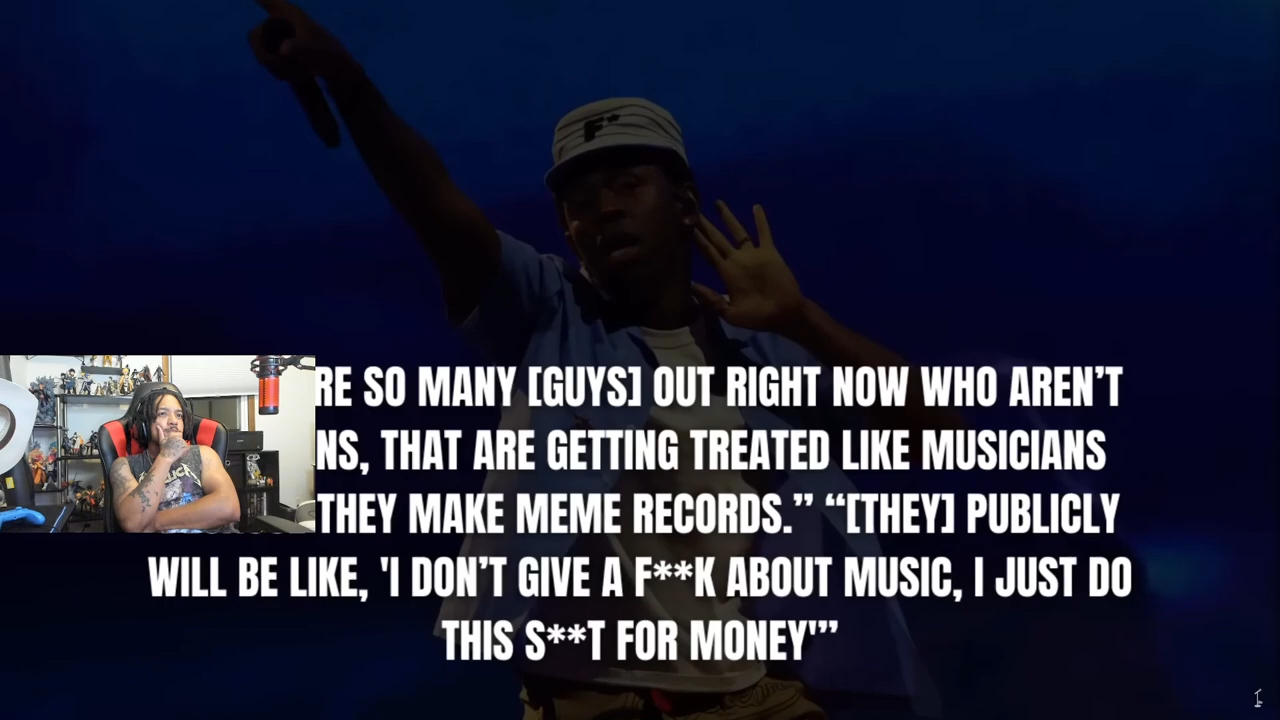 F*
RE SO MANY [GUYS] OUT RIGHT NOW WHO AREN’T
NS, THAT ARE GETTING TREATED LIKE MUSICIANS
THEY MAKE MEME RECORDS.” “[THEY] PUBLICLY
WILL BE LIKE, 'I DON’T GIVE A F**K ABOUT MUSIC, I JUST DO
THIS S**T FOR MONEY'”